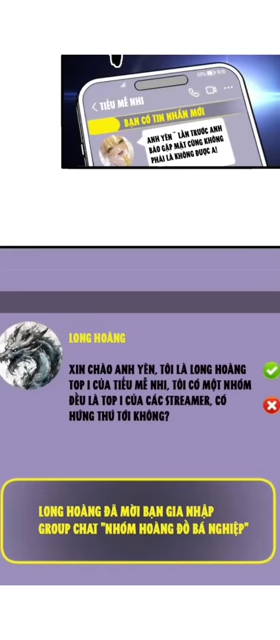 TIỂU MỄ NHI
BẠN CÓ TIN NHẮN MỚI
ANH YÊN~ LẦN TRƯỚC ANH
BẢO GẶP MẶT CŨNG KHÔNG
PHẢI LÀ KHÔNG ĐƯỢC A!
LONG HOÀNG
XIN CHÀO ANH YÊN, TÔI LÀ LONG HOÀNG
TOP 1 CỦA TIỂU MỄ NHI, TÔI CÓ MỘT NHÓM
ĐỀU LÀ TOP 1 CỦA CÁC STREAMER, CÓ
HỨNG THÚ TỚI KHÔNG?
LONG HOÀNG ĐÃ MỜI BẠN GIA NHẬP
GROUP CHAT "NHÓM HOÀNG ĐỒ BÁ NGHIỆP"